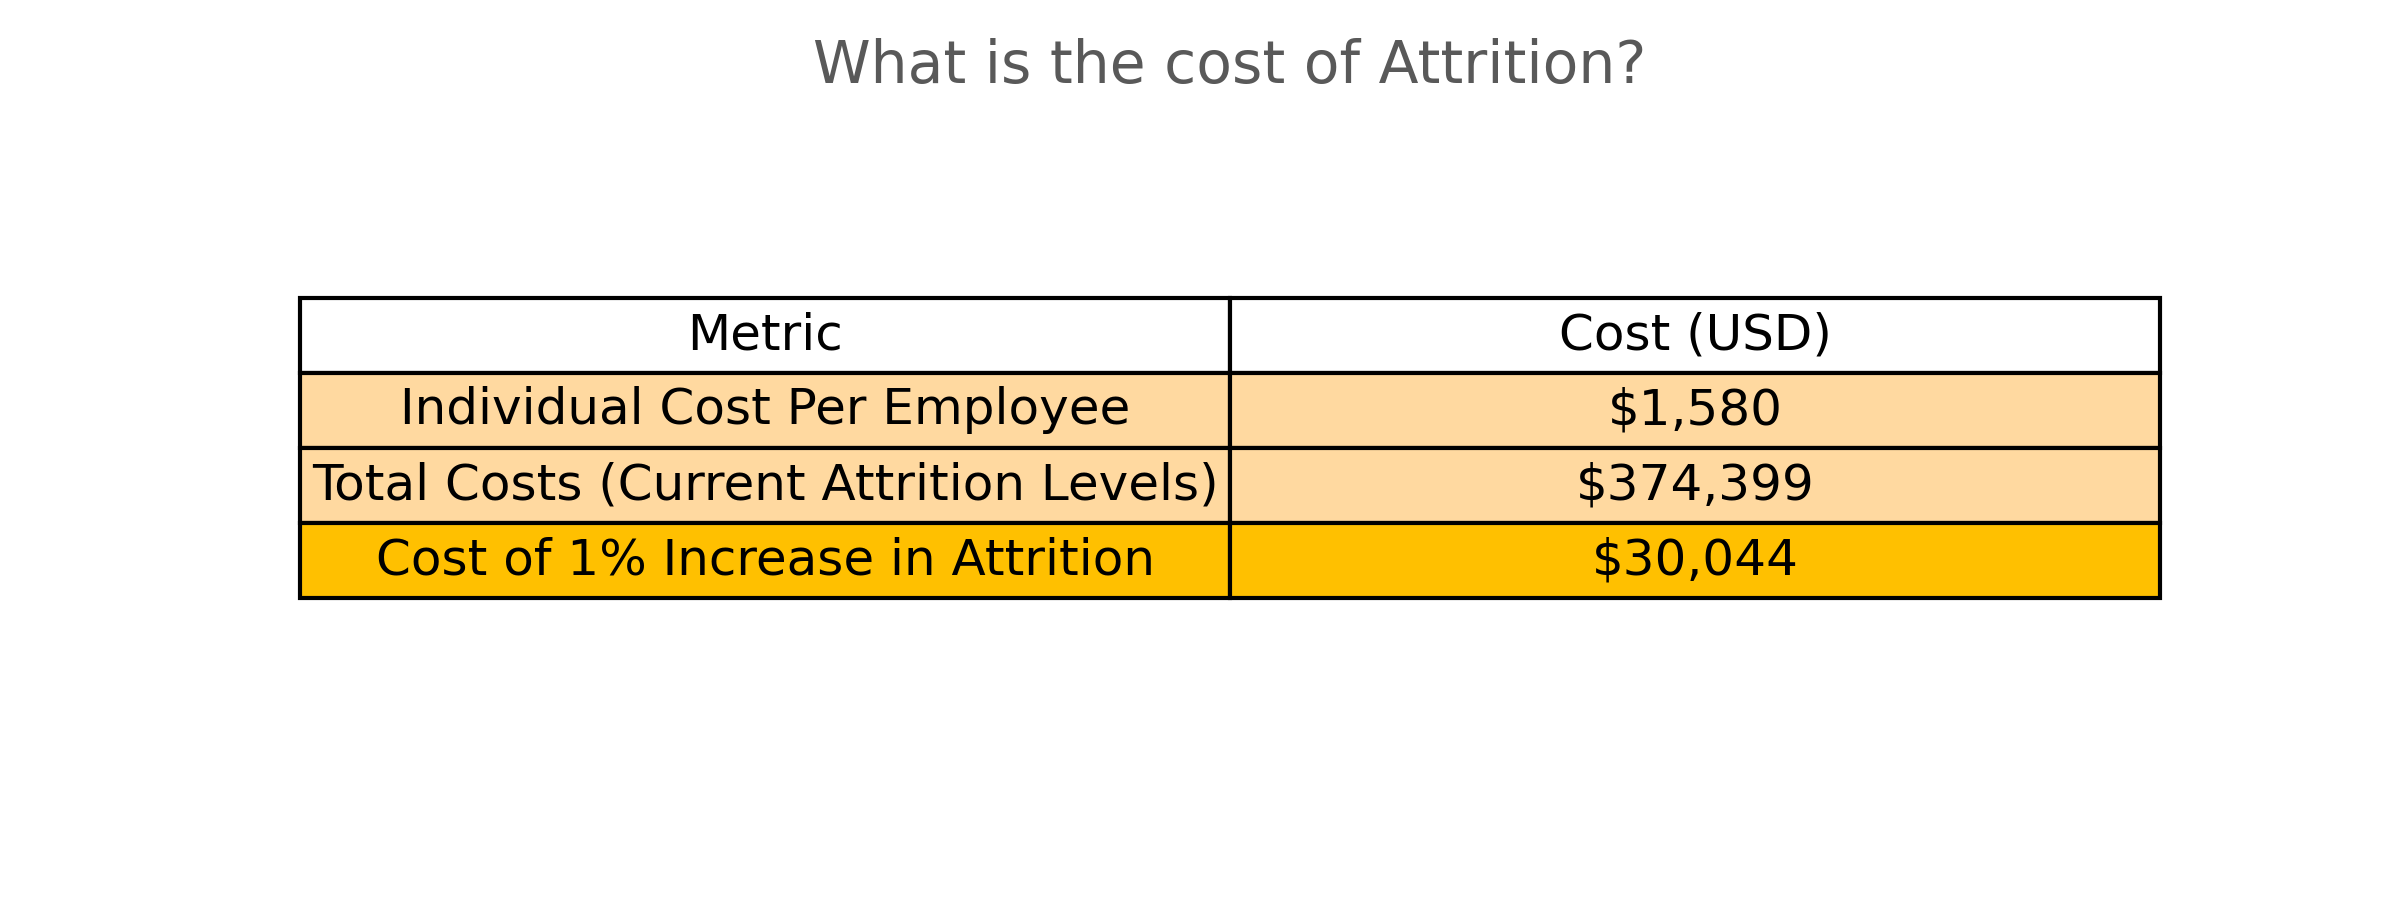 What is the cost of Attrition?
Metric Cost (USD)
Individual Cost Per Employee $1,580
Total Costs (Current Attrition Levels) $374,399
Cost of 1% Increase in Attrition $30,044